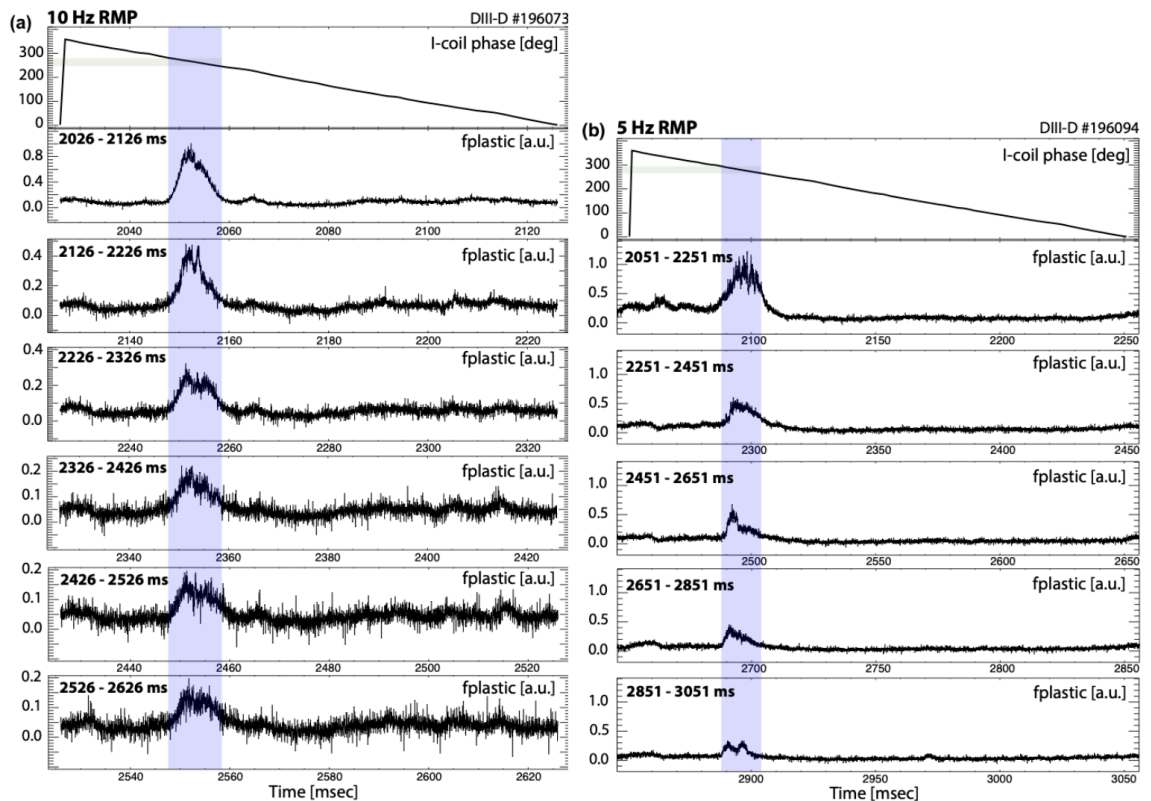 (a) 10 Hz RMP DIII-D #196073
I-coil phase [deg]
300
200
100
0
2026 - 2126 ms fplastic [a.u.]
0.8
0.4
0.0
2040 2060 2080 2100 2120
2126 - 2226 ms fplastic [a.u.]
0.4
0.2
0.0
2140 2160 2180 2200 2220
2226 - 2326 ms fplastic [a.u.]
0.4
0.2
0.0
2240 2260 2280 2300 2320
2326 - 2426 ms fplastic [a.u.]
0.2
0.1
0.0
2340 2360 2380 2400 2420
2426 - 2526 ms fplastic [a.u.]
0.2
0.1
0.0
2440 2460 2480 2500 2520
2526 - 2626 ms fplastic [a.u.]
0.2
0.1
0.0
2540 2560 2580 2600 2620
Time [msec]
(b) 5 Hz RMP DIII-D #196094
I-coil phase [deg]
300
200
100
0
2051 - 2251 ms fplastic [a.u.]
1.0
0.5
0.0
2100 2150 2200 2250
2251 - 2451 ms fplastic [a.u.]
1.0
0.5
0.0
2300 2350 2400 2450
2451 - 2651 ms fplastic [a.u.]
1.0
0.5
0.0
2500 2550 2600 2650
2651 - 2851 ms fplastic [a.u.]
1.0
0.5
0.0
2700 2750 2800 2850
2851 - 3051 ms fplastic [a.u.]
1.0
0.5
0.0
2900 2950 3000 3050
Time [msec]